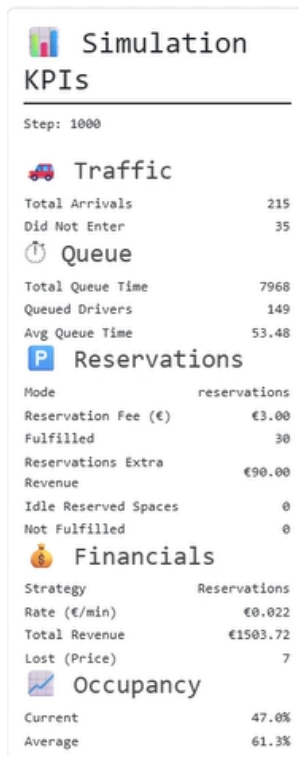 Simulation
KPIs
Step: 1000
Traffic
Total Arrivals 215
Did Not Enter 35
Queue
Total Queue Time 7968
Queued Drivers 149
Avg Queue Time 53.48
P Reservations
Mode reservations
Reservation Fee (€) €3.00
Fulfilled 30
Reservations Extra
Revenue €90.00
Idle Reserved Spaces 0
Not Fulfilled 0
Financials
Strategy Reservations
Rate (€/min) €0.022
Total Revenue €1503.72
Lost (Price) 7
Occupancy
Current 47.0%
Average 61.3%